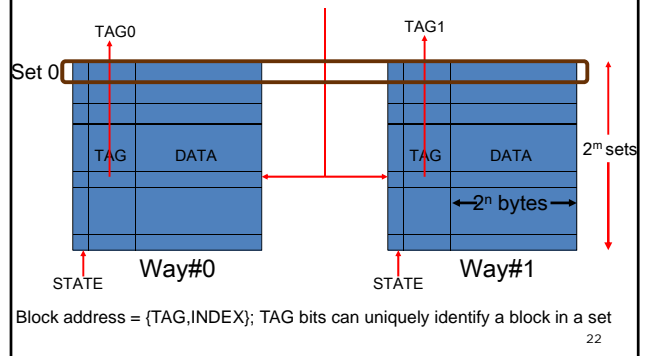 TAG0
TAG1
Set 0
TAG DATA
TAG DATA
2ᵐ sets
2ⁿ bytes
Way#0
Way#1
STATE
STATE
Block address = {TAG,INDEX}; TAG bits can uniquely identify a block in a set
22